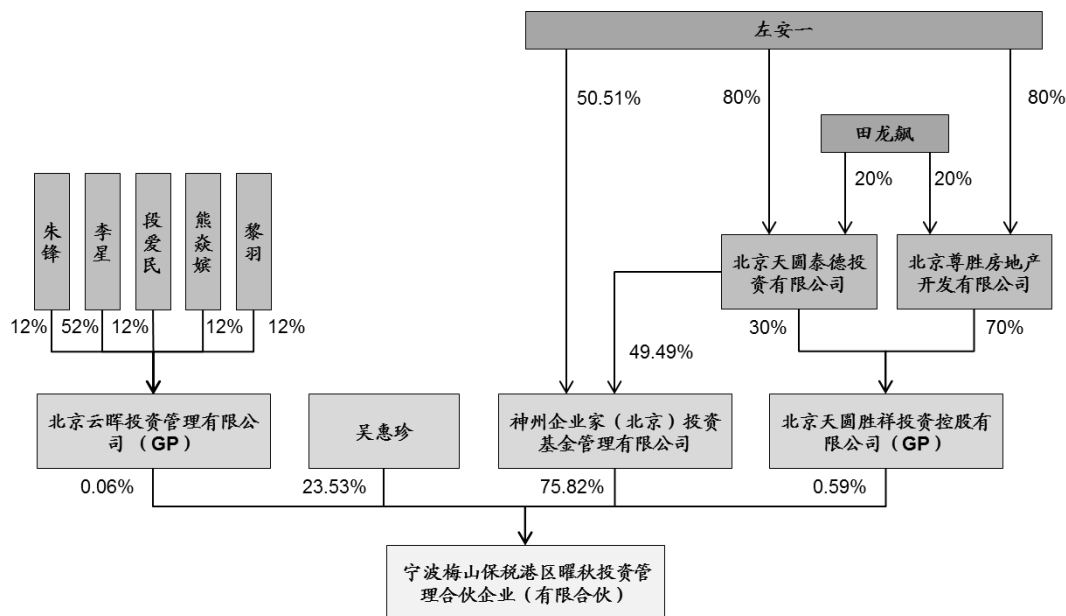 左安一
50.51%
80%
80%
田龙飙
20%
20%
朱锋
李星
段爱民
熊焱嫔
黎羽
北京天圆泰德投
资有限公司
北京尊胜房地产
开发有限公司
12%
52%
12%
12%
12%
49.49%
30%
70%
北京云晖投资管理有限公
司（GP）
吴惠珍
神州企业家（北京）投资
基金管理有限公司
北京天圆胜祥投资控股有
限公司（GP）
0.06%
23.53%
75.82%
0.59%
宁波梅山保税港区曜秋投资管
理合伙企业（有限合伙）